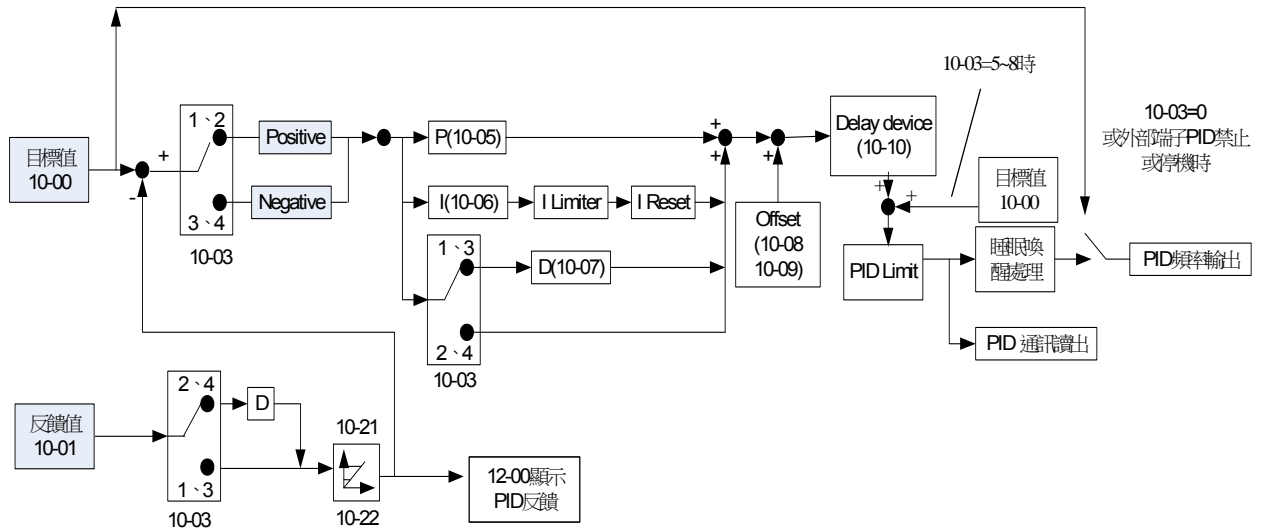 10-03=5~8時
10-03=0
或外部端子PID禁止
或停機時
目標值
10-00
+
-
1、2
3、4
10-03
Positive
Negative
P(10-05)
I(10-06)
I Limiter
I Reset
1、3
2、4
10-03
D(10-07)
+
+
+
Offset
(10-08
10-09)
Delay device
(10-10)
+
+
目標值
10-00
PID Limit
睡眠喚
醒處理
PID頻率輸出
PID 通訊讀出
反饋值
10-01
2、4
1、3
10-03
D
10-21
10-22
12-00顯示
PID反饋